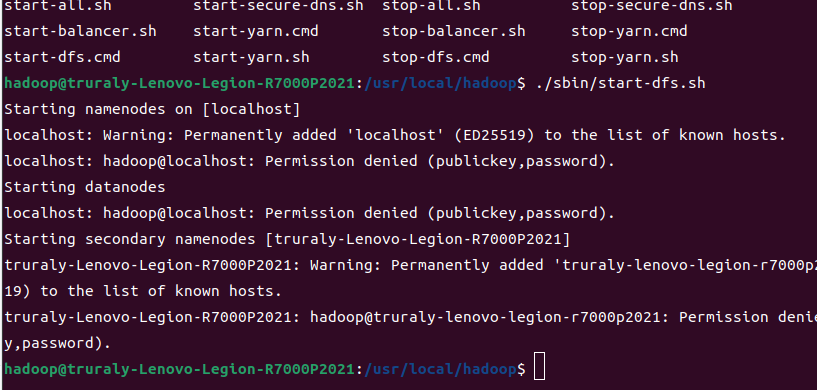 start-all.sh start-secure-dns.sh stop-all.sh stop-secure-dns.sh
start-balancer.sh start-yarn.cmd stop-balancer.sh stop-yarn.cmd
start-dfs.cmd start-yarn.sh stop-dfs.cmd stop-yarn.sh
hadoop@truraly-Lenovo-Legion-R7000P2021:/usr/local/hadoop$ ./sbin/start-dfs.sh
Starting namenodes on [localhost]
localhost: Warning: Permanently added 'localhost' (ED25519) to the list of known hosts.
localhost: hadoop@localhost: Permission denied (publickey,password).
Starting datanodes
localhost: hadoop@localhost: Permission denied (publickey,password).
Starting secondary namenodes [truraly-Lenovo-Legion-R7000P2021]
truraly-Lenovo-Legion-R7000P2021: Warning: Permanently added 'truraly-lenovo-legion-r7000p2
19) to the list of known hosts.
truraly-Lenovo-Legion-R7000P2021: hadoop@truraly-lenovo-legion-r7000p2021: Permission denie
y,password).
hadoop@truraly-Lenovo-Legion-R7000P2021:/usr/local/hadoop$